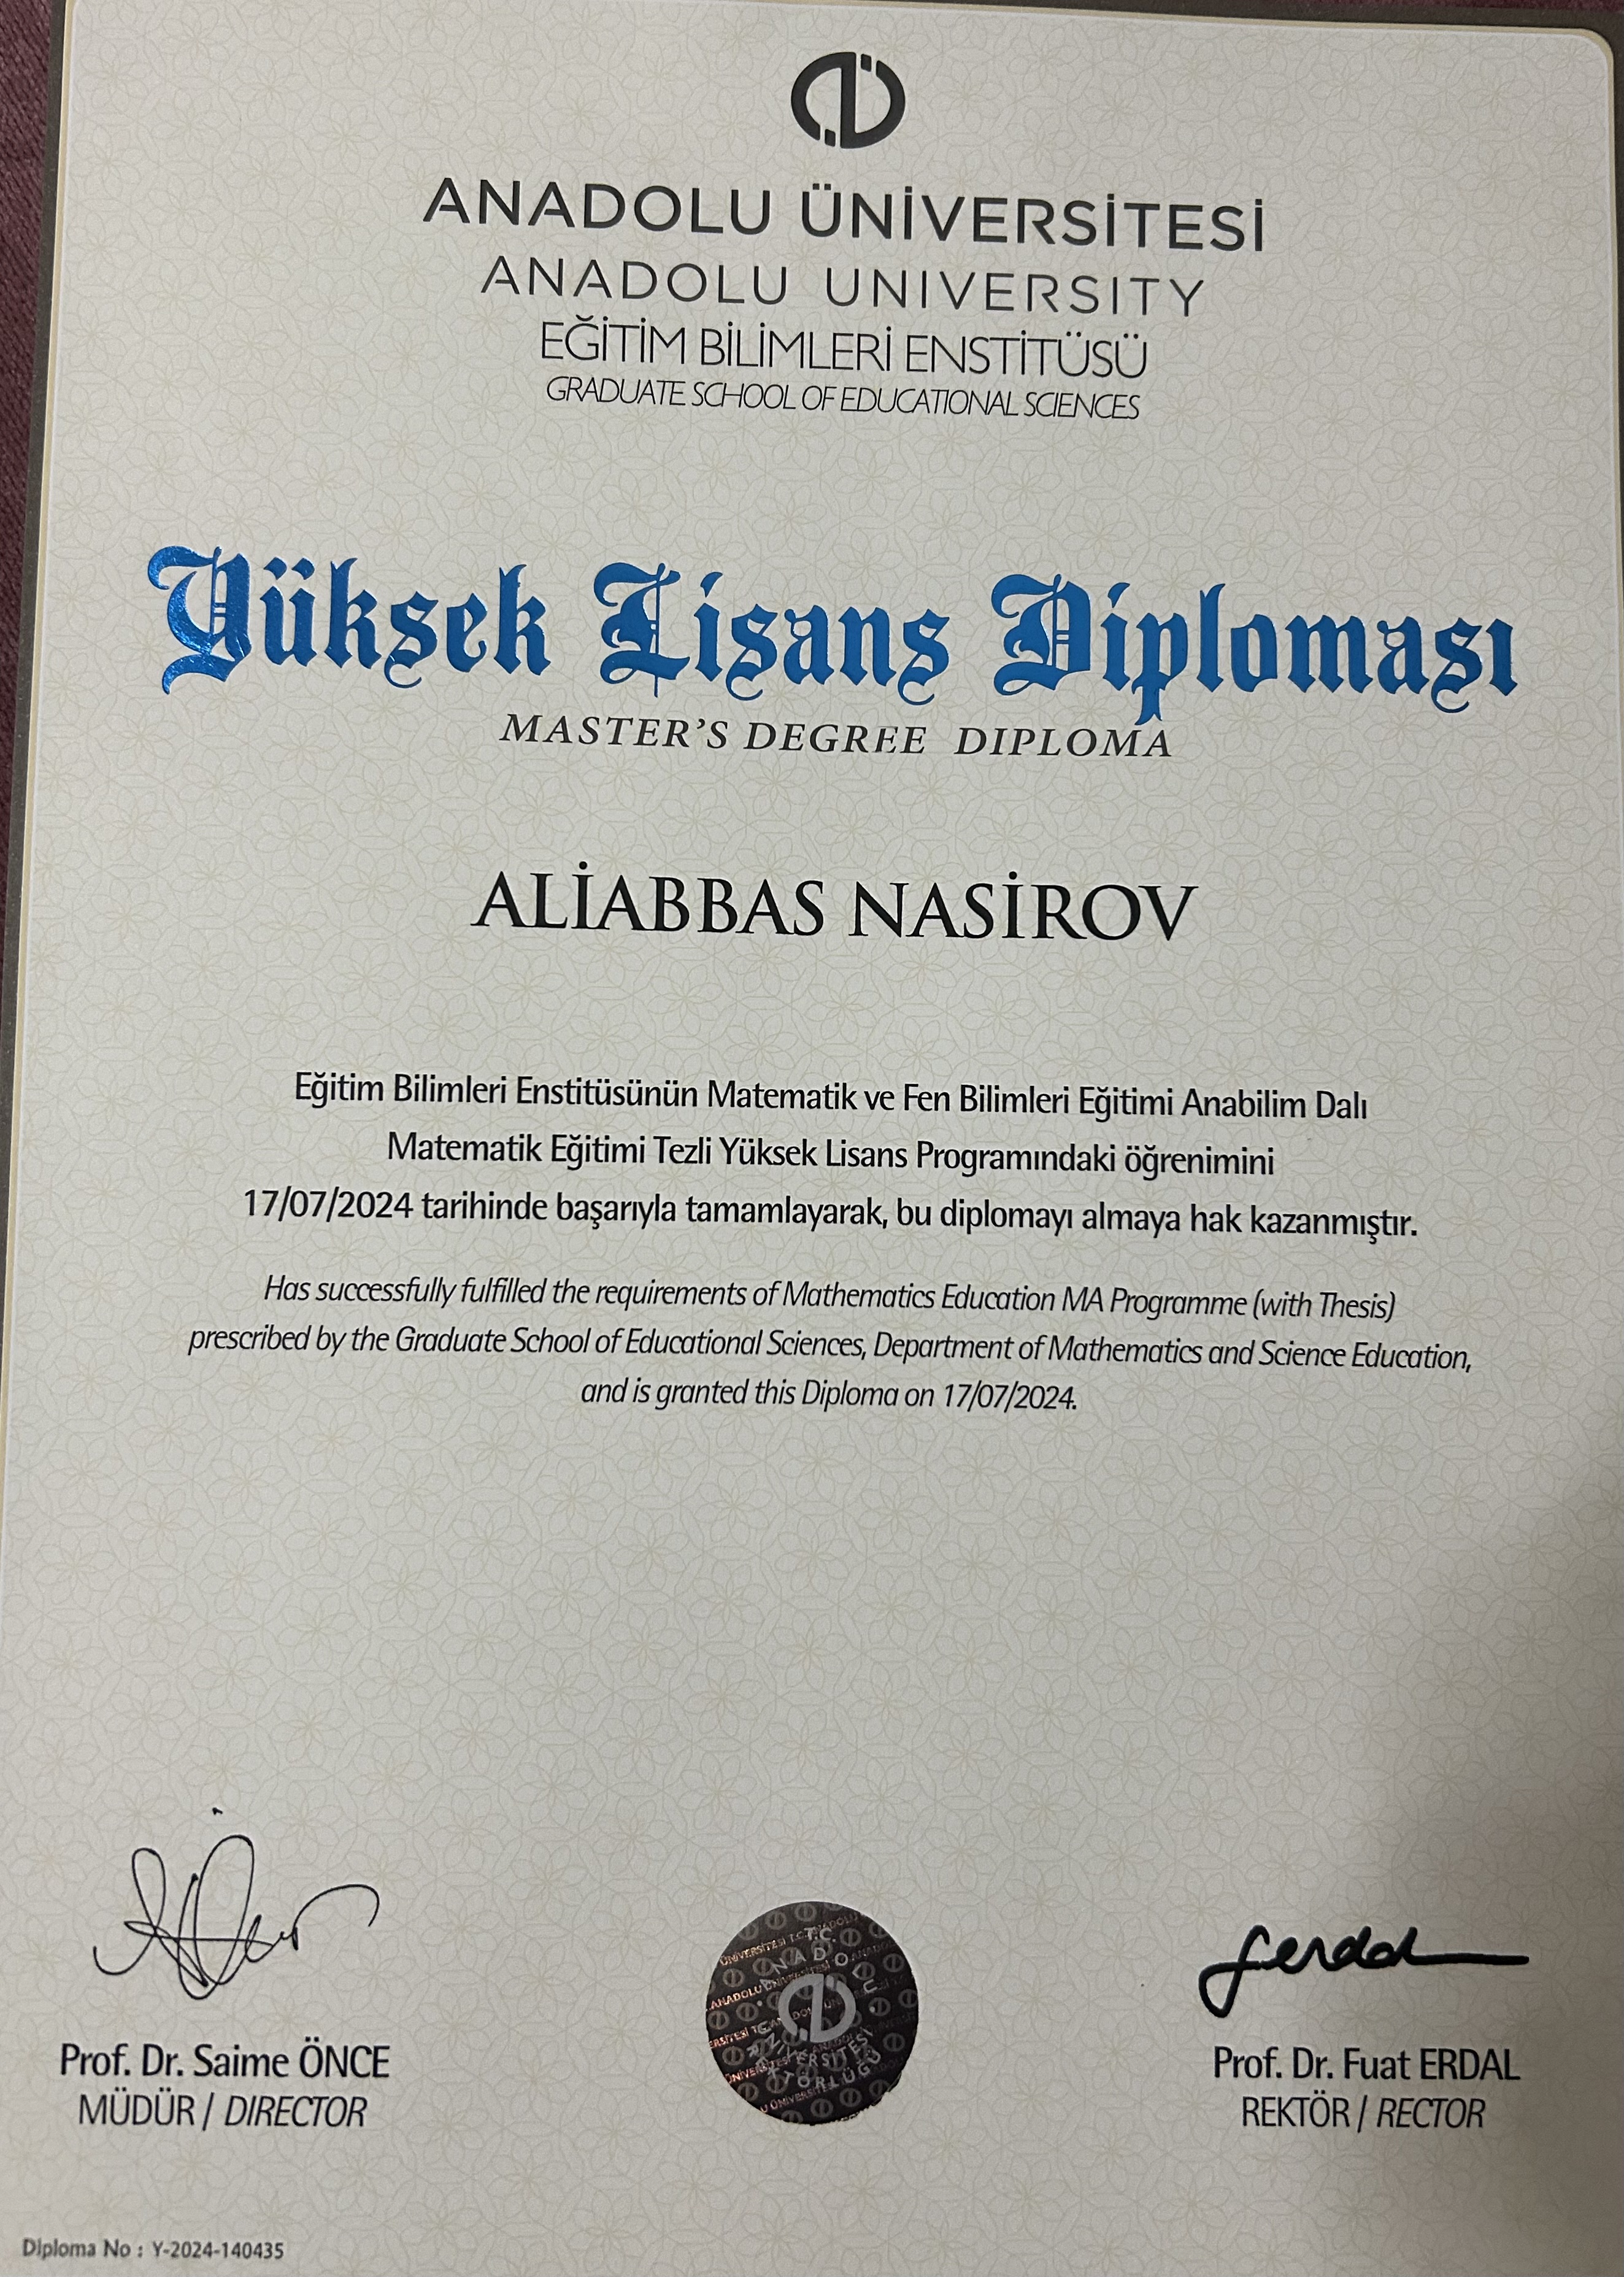 ANADOLU ÜNİVERSİTESİ
ANADOLU UNIVERSITY
EĞİTİM BİLİMLERİ ENSTİTÜSÜ
GRADUATE SCHOOL OF EDUCATIONAL SCIENCES
Yüksek Lisans Diploması
MASTER'S DEGREE DIPLOMA
ALİABBAS NASİROV
Eğitim Bilimleri Enstitüsünün Matematik ve Fen Bilimleri Eğitimi Anabilim Dalı
Matematik Eğitimi Tezli Yüksek Lisans Programındaki öğrenimini
17/07/2024 tarihinde başarıyla tamamlayarak, bu diplomayı almaya hak kazanmıştır.
Has successfully fulfilled the requirements of Mathematics Education MA Programme (with Thesis)
prescribed by the Graduate School of Educational Sciences, Department of Mathematics and Science Education,
and is granted this Diploma on 17/07/2024.
T.C.
ANADOLU
ÜNİVERSİTESİ
REKTÖRLÜĞÜ
Prof. Dr. Saime ÖNCE
MÜDÜR / DIRECTOR
Prof. Dr. Fuat ERDAL
REKTÖR / RECTOR
Diploma No : Y-2024-140435